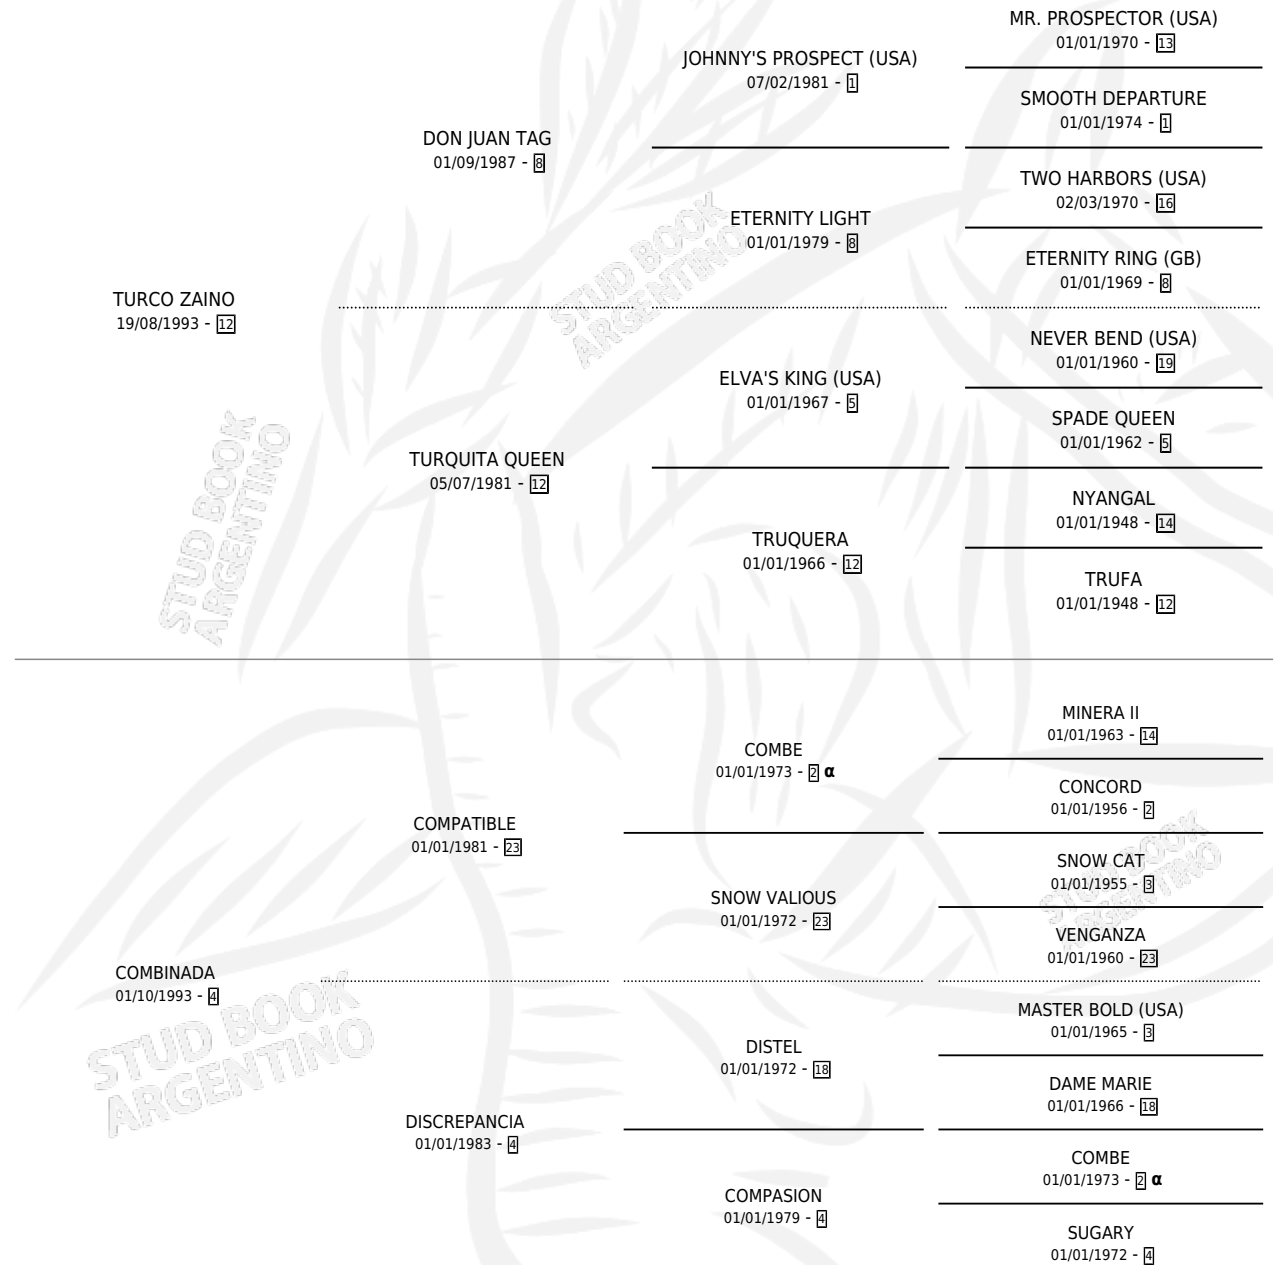 MR. PROSPECTOR (USA)
01/01/1970 - 13
JOHNNY'S PROSPECT (USA)
07/02/1981 - 1
SMOOTH DEPARTURE
01/01/1974 - 1
DON JUAN TAG
01/09/1987 - 8
TWO HARBORS (USA)
02/03/1970 - 16
ETERNITY LIGHT
01/01/1979 - 8
ETERNITY RING (GB)
01/01/1969 - 8
TURCO ZAINO
19/08/1993 - 12
NEVER BEND (USA)
01/01/1960 - 19
ELVA'S KING (USA)
01/01/1967 - 5
SPADE QUEEN
01/01/1962 - 5
TURQUITA QUEEN
05/07/1981 - 12
NYANGAL
01/01/1948 - 14
TRUQUERA
01/01/1966 - 12
TRUFA
01/01/1948 - 12
MINERA II
01/01/1963 - 14
COMBE
01/01/1973 - 2 α
CONCORD
01/01/1956 - 2
COMPATIBLE
01/01/1981 - 23
SNOW CAT
01/01/1955 - 3
SNOW VALIOUS
01/01/1972 - 23
VENGANZA
01/01/1960 - 23
COMBINADA
01/10/1993 - 4
MASTER BOLD (USA)
01/01/1965 - 3
DISTEL
01/01/1972 - 18
DAME MARIE
01/01/1966 - 18
DISCREPANCIA
01/01/1983 - 4
COMBE
01/01/1973 - 2 α
COMPASION
01/01/1979 - 4
SUGARY
01/01/1972 - 4
STUD BOOK
ARGENTINO
STUD BOOK
ARGENTINO
STUD BOOK
ARGENTINO
STUD BOOK
ARGENTINO